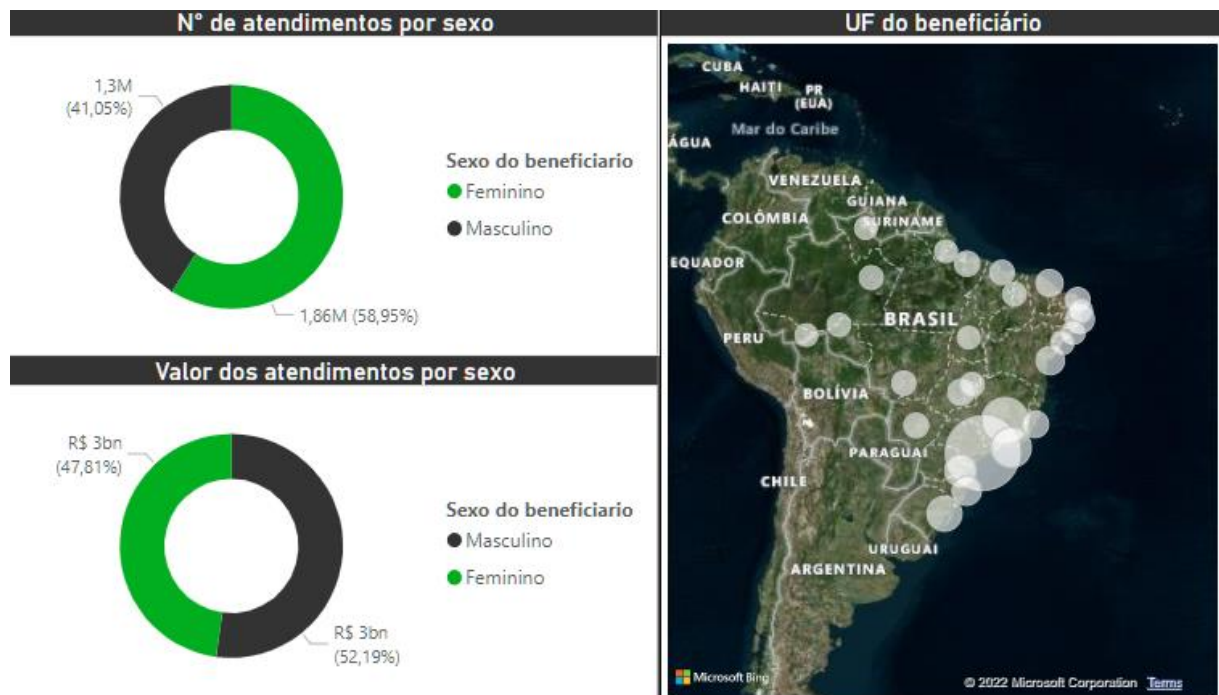 N° de atendimentos por sexo
1,3M
(41,05%)
Sexo do beneficiario
Feminino
Masculino
1,86M (58,95%)
Valor dos atendimentos por sexo
R$ 3bn
(47,81%)
Sexo do beneficiario
Masculino
Feminino
R$ 3bn
(52,19%)
UF do beneficiário
CUBA
HAITI
PR
(EUA)
Mar do Caribe
ÁGUA
VENEZUELA
GUIANA
COLÔMBIA
SURINAME
EQUADOR
BRASIL
PERU
BOLÍVIA
PARAGUAI
CHILE
URUGUAI
ARGENTINA
Microsoft Bing
© 2022 Microsoft Corporation Terms